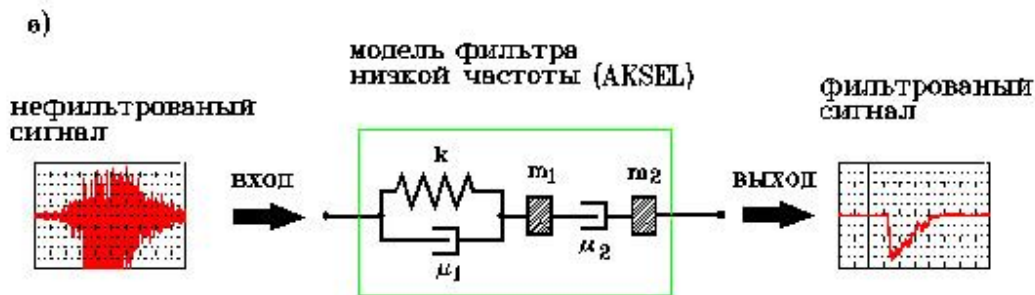 в)
модель фильтра
низкой частоты (AKSEL)
нефильтрованый
сигнал
фильтрованый
сигнал
вход
k
m1
m2
выход
μ1
μ2